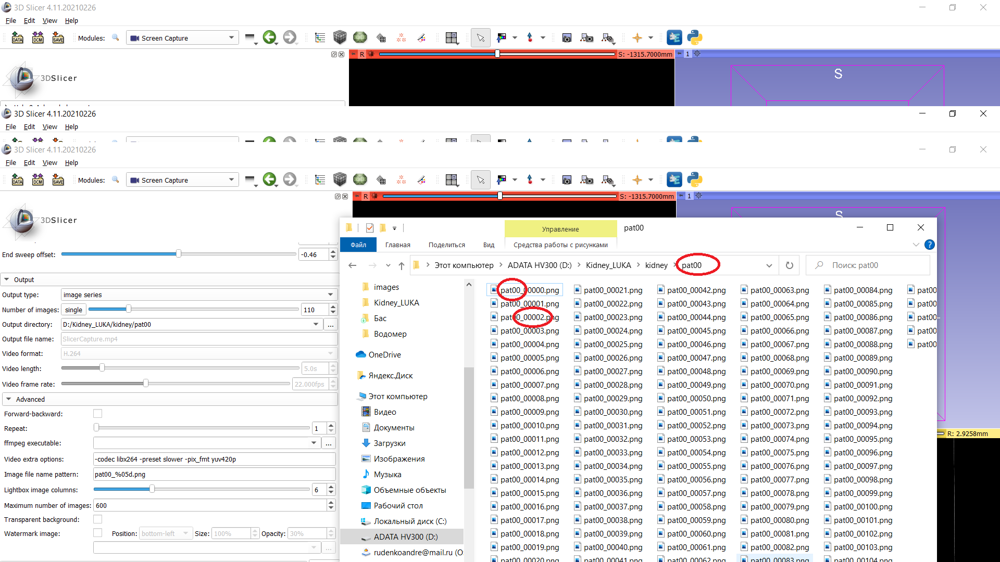 3D Slicer 4.11.20210226
File Edit View Help
DATA DCM SAVE Modules: Screen Capture
R S: -1315.7000mm 1
3DSlicer
S
3D Slicer 4.11.20210226
File Edit View Help
3D Slicer 4.11.20210226
File Edit View Help
DATA DCM SAVE Modules: Screen Capture
R S: -1315.7000mm 1
3DSlicer
S
End sweep offset: -0.46
Output
Output type: image series
Number of images: single 110
Output directory: D:/Kidney_LUKA/kidney/pat00 ...
Output file name: SlicerCapture.mp4
Video format: H.264
Video length: 5.0s
Video frame rate: 22.000fps
Advanced
Forward-backward:
Repeat: 1
ffmpeg executable: ...
Video extra options: -codec libx264 -preset slower -pix_fmt yuv420p
Image file name pattern: pat00_%05d.png
Lightbox image columns: 6
Maximum number of images: 600
Transparent background:
Watermark image: Position: bottom-left Size: 100% Opacity: 30%
...
Управление pat00
Файл Главная Поделиться Вид Средства работы с рисунками ?
Этот компьютер > ADATA HV300 (D:) > Kidney_LUKA > kidney > pat00 Поиск: pat00
images
Kidney_LUKA
Бас
Водомер
OneDrive
Яндекс.Диск
Этот компьютер
Видео
Документы
Загрузки
Изображения
Музыка
Объемные объекты
Рабочий стол
Локальный диск (C:)
ADATA HV300 (D:)
rudenkoandre@mail.ru (O
pat00_00000.png pat00_00021.png pat00_00042.png pat00_00063.png pat00_00084.png pat00
pat00_00001.png pat00_00022.png pat00_00043.png pat00_00064.png pat00_00085.png pat00
pat00_00002.png pat00_00023.png pat00_00044.png pat00_00065.png pat00_00086.png pat00
pat00_00003.png pat00_00024.png pat00_00045.png pat00_00066.png pat00_00087.png pat00
pat00_00004.png pat00_00025.png pat00_00046.png pat00_00067.png pat00_00088.png pat00
pat00_00005.png pat00_00026.png pat00_00047.png pat00_00068.png pat00_00089.png
pat00_00006.png pat00_00027.png pat00_00048.png pat00_00069.png pat00_00090.png
pat00_00007.png pat00_00028.png pat00_00049.png pat00_00070.png pat00_00091.png
pat00_00008.png pat00_00029.png pat00_00050.png pat00_00071.png pat00_00092.png
pat00_00009.png pat00_00030.png pat00_00051.png pat00_00072.png pat00_00093.png
pat00_00010.png pat00_00031.png pat00_00052.png pat00_00073.png pat00_00094.png
pat00_00011.png pat00_00032.png pat00_00053.png pat00_00074.png pat00_00095.png
pat00_00012.png pat00_00033.png pat00_00054.png pat00_00075.png pat00_00096.png
pat00_00013.png pat00_00034.png pat00_00055.png pat00_00076.png pat00_00097.png
pat00_00014.png pat00_00035.png pat00_00056.png pat00_00077.png pat00_00098.png
pat00_00015.png pat00_00036.png pat00_00057.png pat00_00078.png pat00_00099.png
pat00_00016.png pat00_00037.png pat00_00058.png pat00_00079.png pat00_00100.png
pat00_00017.png pat00_00038.png pat00_00059.png pat00_00080.png pat00_00101.png
pat00_00018.png pat00_00039.png pat00_00060.png pat00_00081.png pat00_00102.png
pat00_00019.png pat00_00040.png pat00_00061.png pat00_00082.png pat00_00103.png
pat00_00020.png pat00_00041.png pat00_00062.png pat00_00083.png pat00_00104.png
R: 2.9258mm